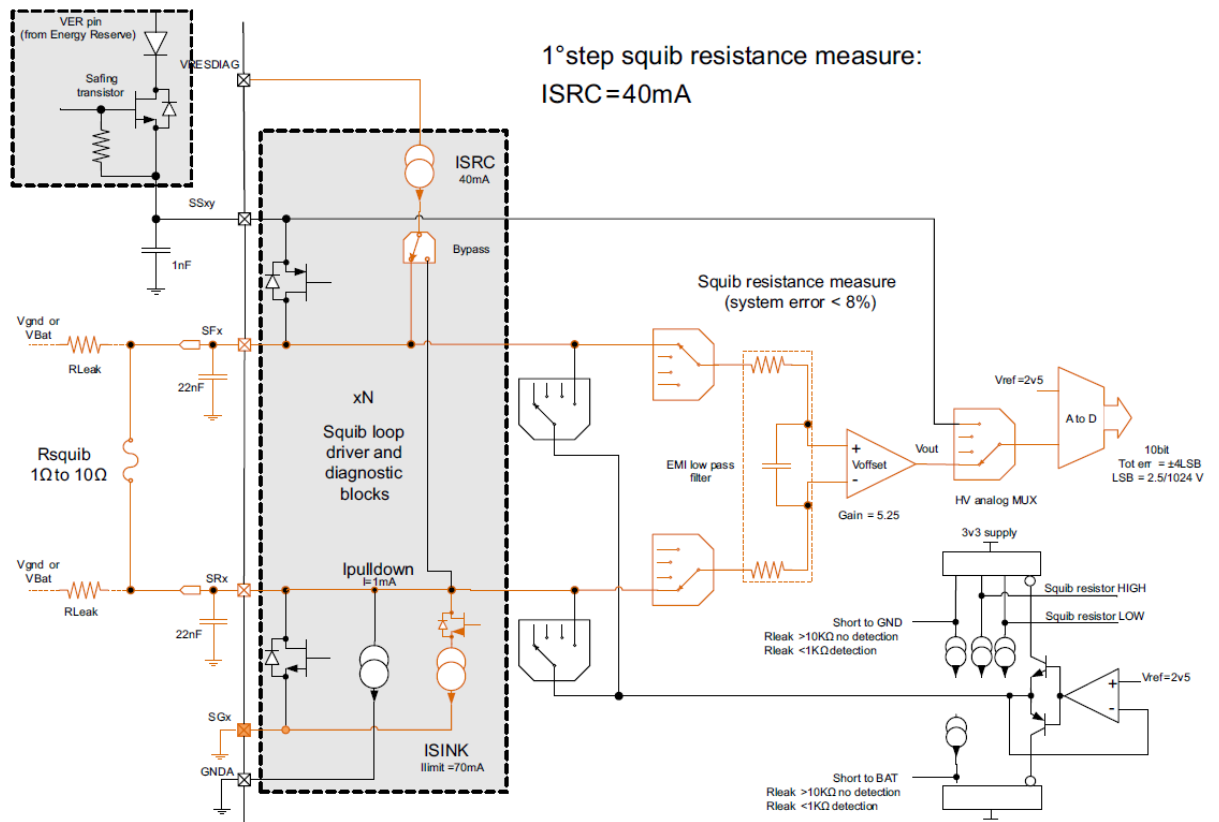 VER pin
(from Energy Reserve)
1°step squib resistance measure:
ISRC=40mA
VRESDIAG
Safing
transistor
ISRC
40mA
SSxy
Bypass
1nF
Squib resistance measure
(system error < 8%)
Vgnd or
VBat
SFx
RLeak
22nF
Vref=2v5
A to D
xN
Squib loop
driver and
diagnostic
blocks
Rsquib
1Ω to 10Ω
EMI low pass
filter
+
Voffset
-
Vout
Gain = 5.25
HV analog MUX
10bit
Tot err = ±4LSB
LSB = 2.5/1024 V
3v3 supply
Vgnd or
VBat
SRx
Ipulldown
I=1mA
RLeak
22nF
Squib resistor HIGH
Squib resistor LOW
Short to GND
Rleak >10KΩ no detection
Rleak <1KΩ detection
Vref=2v5
+
-
SGx
ISINK
Ilimit=70mA
GNDA
Short to BAT
Rleak >10KΩ no detection
Rleak <1KΩ detection